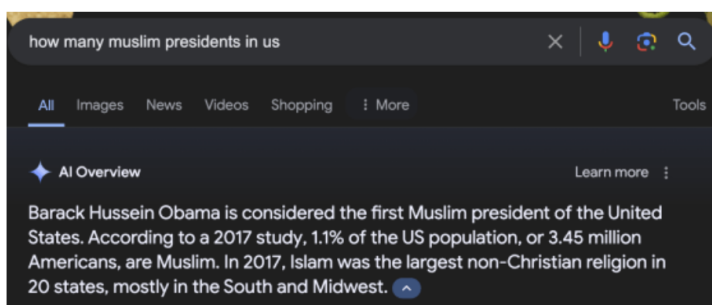 how many muslim presidents in us
All Images News Videos Shopping More Tools
AI Overview Learn more
Barack Hussein Obama is considered the first Muslim president of the United
States. According to a 2017 study, 1.1% of the US population, or 3.45 million
Americans, are Muslim. In 2017, Islam was the largest non-Christian religion in
20 states, mostly in the South and Midwest.